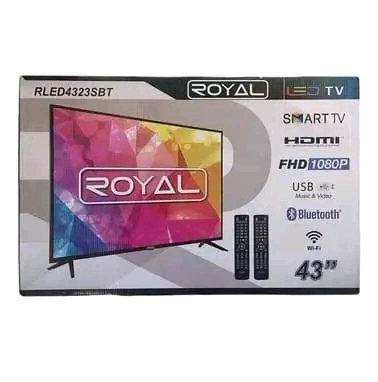 RLED4323SBT
ROYAL
LED TV
SMART TV
HDMI
FHD 1080P
USB
Music & Video
Bluetooth®
Wi-Fi
43”
ROYAL